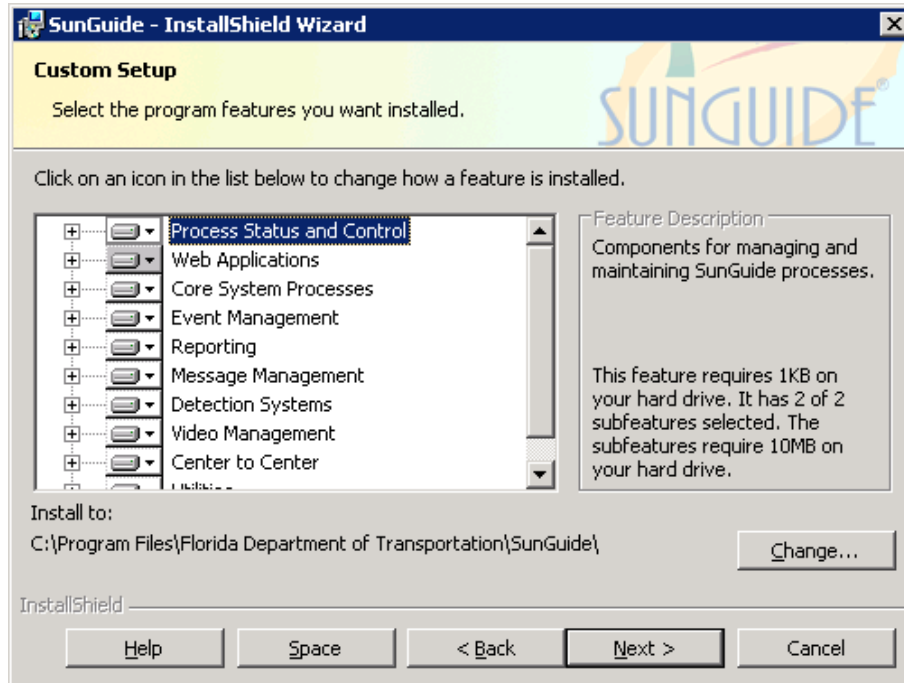 SunGuide - InstallShield Wizard
Custom Setup
Select the program features you want installed.
SUNGUIDE®
Click on an icon in the list below to change how a feature is installed.
Process Status and Control
Web Applications
Core System Processes
Event Management
Reporting
Message Management
Detection Systems
Video Management
Center to Center
Utilities
Feature Description
Components for managing and
maintaining SunGuide processes.
This feature requires 1KB on
your hard drive. It has 2 of 2
subfeatures selected. The
subfeatures require 10MB on
your hard drive.
Install to:
C:\Program Files\Florida Department of Transportation\SunGuide\
Change...
InstallShield
Help
Space
< Back
Next >
Cancel